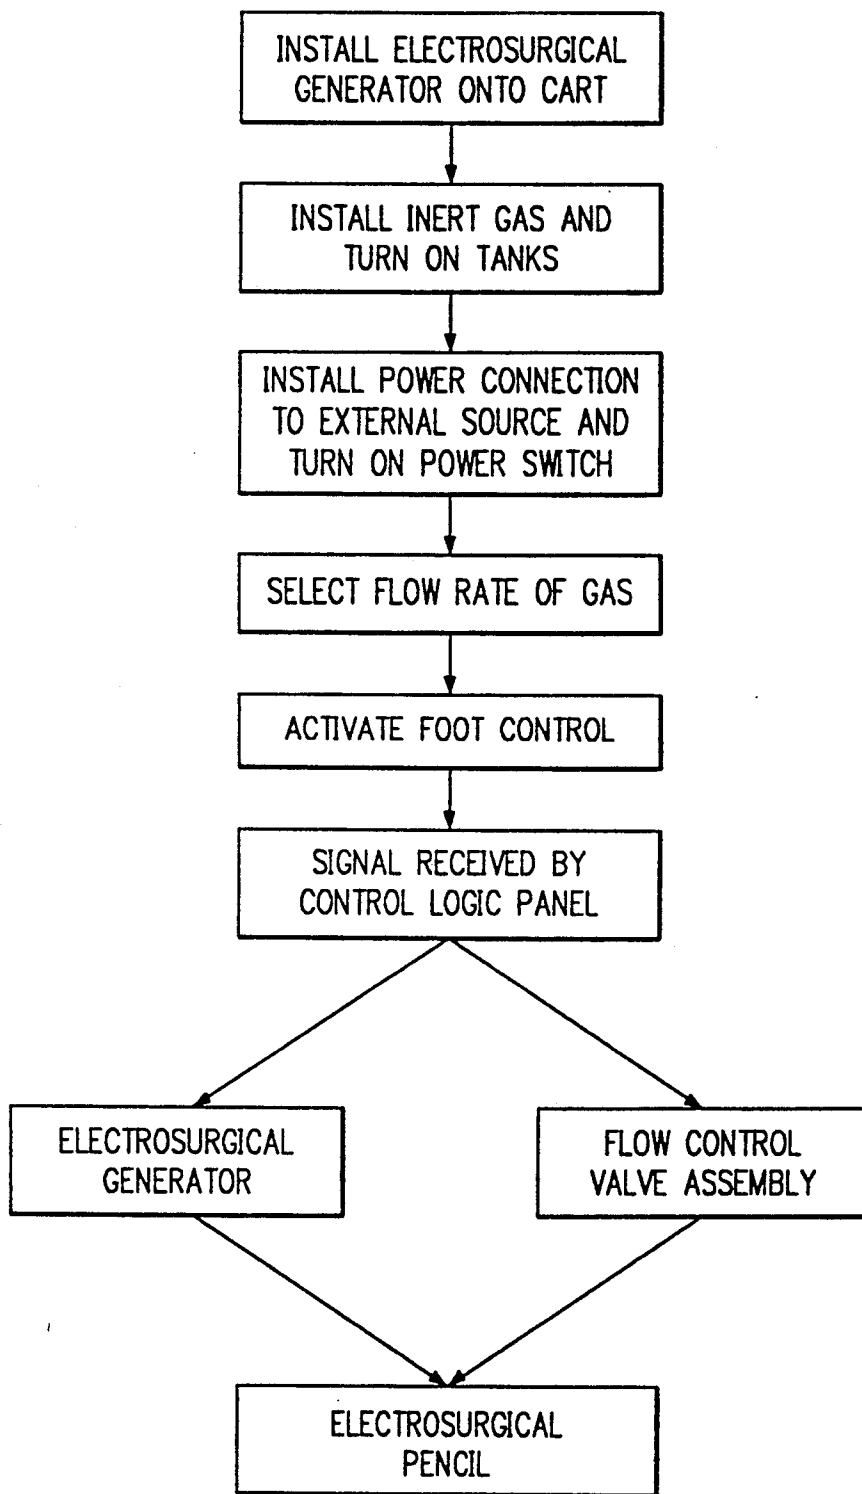 INSTALL ELECTROSURGICAL
GENERATOR ONTO CART
INSTALL INERT GAS AND
TURN ON TANKS
INSTALL POWER CONNECTION
TO EXTERNAL SOURCE AND
TURN ON POWER SWITCH
SELECT FLOW RATE OF GAS
ACTIVATE FOOT CONTROL
SIGNAL RECEIVED BY
CONTROL LOGIC PANEL
ELECTROSURGICAL
GENERATOR
FLOW CONTROL
VALVE ASSEMBLY
ELECTROSURGICAL
PENCIL